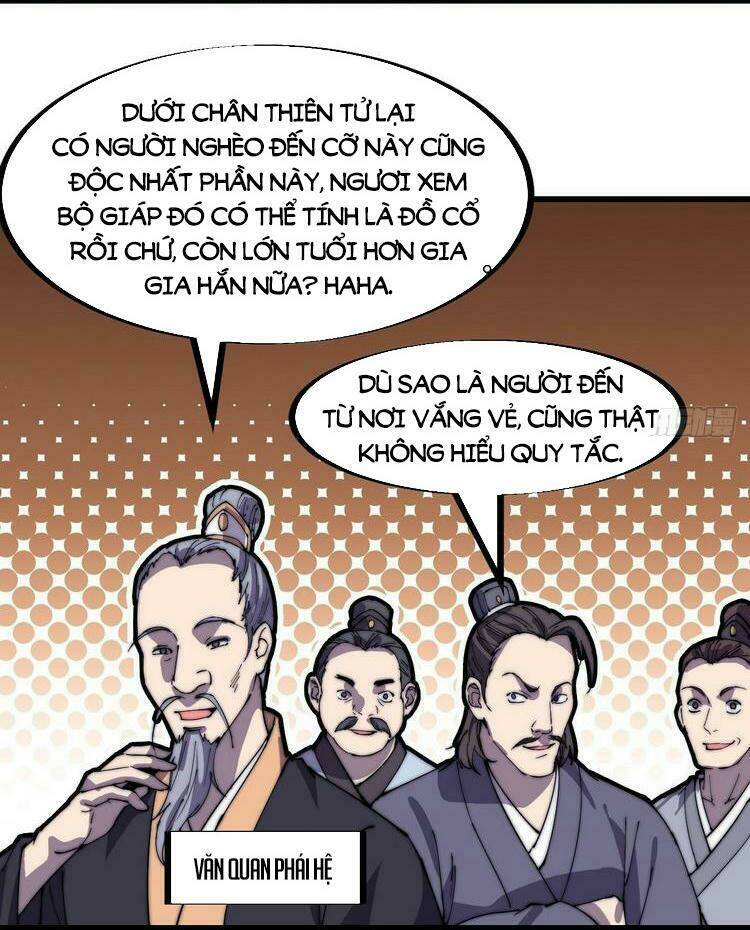 DƯỚI CHÂN THIÊN TỬ LẠI
CÓ NGƯỜI NGHÈO ĐẾN CỠ NÀY CŨNG
ĐỘC NHẤT PHẦN NÀY, NGƯƠI XEM
BỘ GIÁP ĐÓ CÓ THỂ TÍNH LÀ ĐỒ CỔ
RỒI CHỨ, CÒN LỚN TUỔI HƠN GIA
GIA HẮN NỮA? HAHA.
DÙ SAO LÀ NGƯỜI ĐẾN
TỪ NƠI VẮNG VẺ, CŨNG THẬT
KHÔNG HIỂU QUY TẮC.
VĂN QUAN PHÁI HỆ